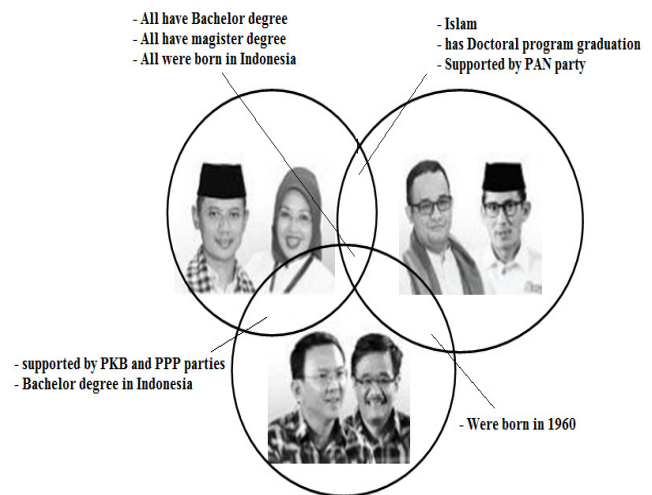 - All have Bachelor degree
- All have magister degree
- All were born in Indonesia
- Islam
- has Doctoral program graduation
- Supported by PAN party
- supported by PKB and PPP parties
- Bachelor degree in Indonesia
- Were born in 1960